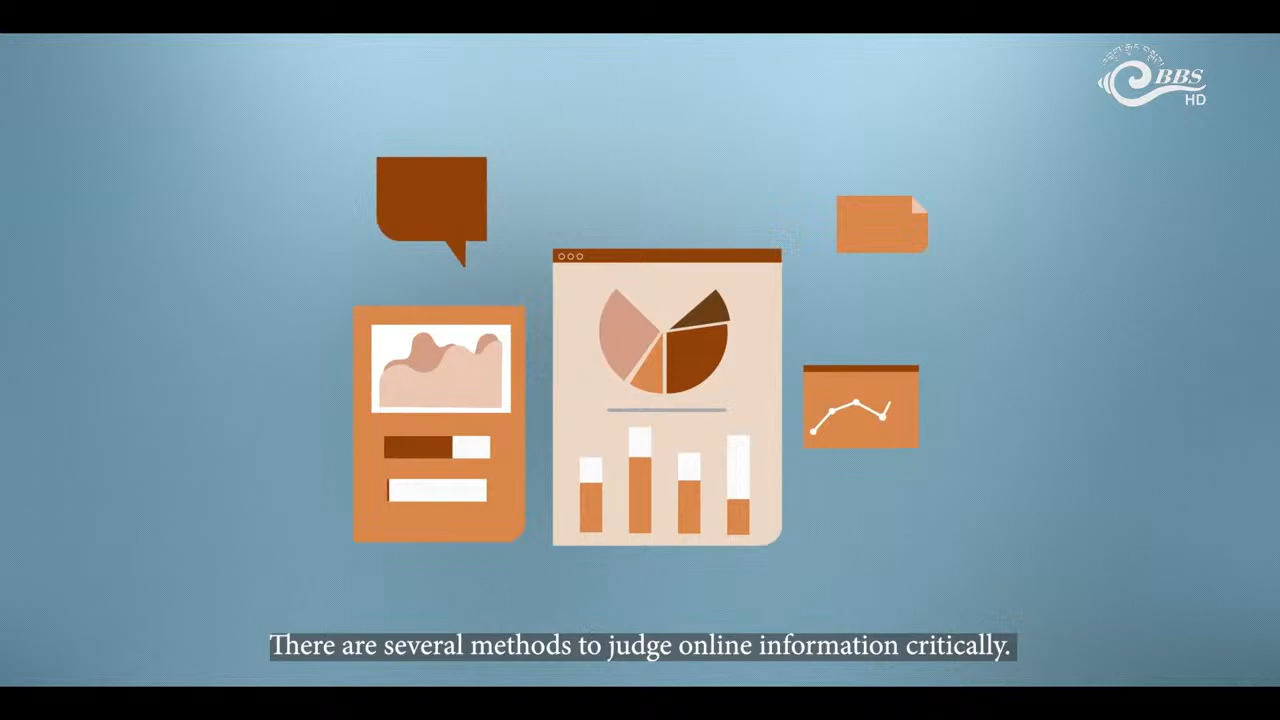 BBS
HD
There are several methods to judge online information critically.